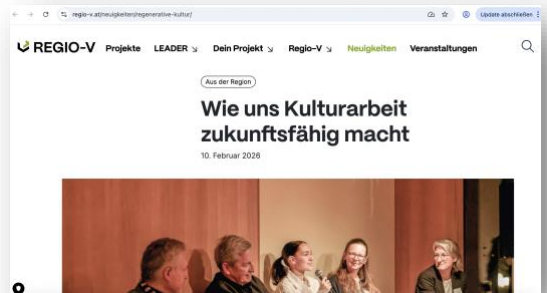 regio-v.at/neuigkeiten/regenerative-kultur/
Update abschließen
REGIO-V Projekte LEADER Dein Projekt Regio-V Neuigkeiten Veranstaltungen
Aus der Region
Wie uns Kulturarbeit
zukunftsfähig macht
10. Februar 2026